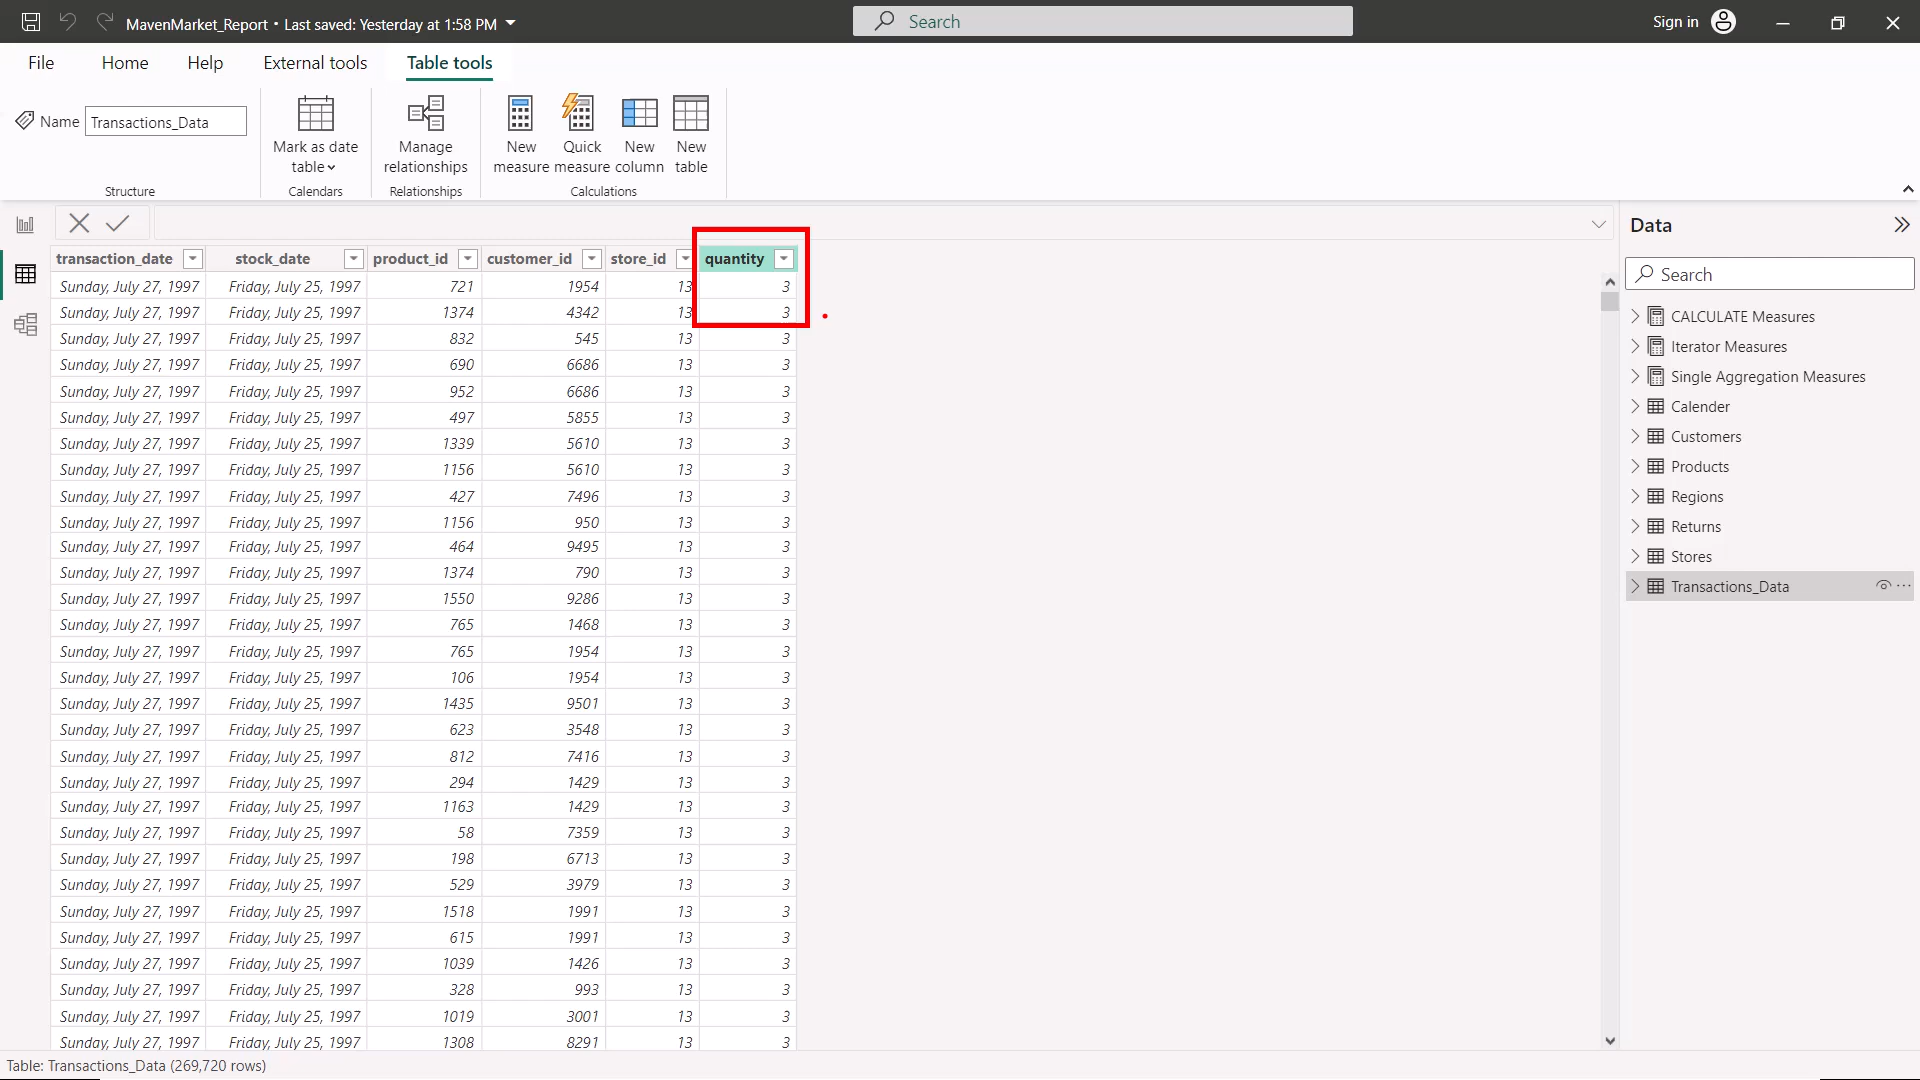 MavenMarket_Report • Last saved: Yesterday at 1:58 PM
Search
Sign in
File Home Help External tools Table tools
Name Transactions_Data
Mark as date table
Manage relationships
New measure
Quick measure
New column
New table
Structure Calendars Relationships Calculations
Data
Search
CALCULATE Measures
Iterator Measures
Single Aggregation Measures
Calender
Customers
Products
Regions
Returns
Stores
Transactions_Data
transaction_date stock_date product_id customer_id store_id quantity
Sunday, July 27, 1997 Friday, July 25, 1997 721 1954 13 3
Sunday, July 27, 1997 Friday, July 25, 1997 1374 4342 13 3
Sunday, July 27, 1997 Friday, July 25, 1997 832 545 13 3
Sunday, July 27, 1997 Friday, July 25, 1997 690 6686 13 3
Sunday, July 27, 1997 Friday, July 25, 1997 952 6686 13 3
Sunday, July 27, 1997 Friday, July 25, 1997 497 5855 13 3
Sunday, July 27, 1997 Friday, July 25, 1997 1339 5610 13 3
Sunday, July 27, 1997 Friday, July 25, 1997 1156 5610 13 3
Sunday, July 27, 1997 Friday, July 25, 1997 427 7496 13 3
Sunday, July 27, 1997 Friday, July 25, 1997 1156 950 13 3
Sunday, July 27, 1997 Friday, July 25, 1997 464 9495 13 3
Sunday, July 27, 1997 Friday, July 25, 1997 1374 790 13 3
Sunday, July 27, 1997 Friday, July 25, 1997 1550 9286 13 3
Sunday, July 27, 1997 Friday, July 25, 1997 765 1468 13 3
Sunday, July 27, 1997 Friday, July 25, 1997 765 1954 13 3
Sunday, July 27, 1997 Friday, July 25, 1997 106 1954 13 3
Sunday, July 27, 1997 Friday, July 25, 1997 1435 9501 13 3
Sunday, July 27, 1997 Friday, July 25, 1997 623 3548 13 3
Sunday, July 27, 1997 Friday, July 25, 1997 812 7416 13 3
Sunday, July 27, 1997 Friday, July 25, 1997 294 1429 13 3
Sunday, July 27, 1997 Friday, July 25, 1997 1163 1429 13 3
Sunday, July 27, 1997 Friday, July 25, 1997 58 7359 13 3
Sunday, July 27, 1997 Friday, July 25, 1997 198 6713 13 3
Sunday, July 27, 1997 Friday, July 25, 1997 529 3979 13 3
Sunday, July 27, 1997 Friday, July 25, 1997 1518 1991 13 3
Sunday, July 27, 1997 Friday, July 25, 1997 615 1991 13 3
Sunday, July 27, 1997 Friday, July 25, 1997 1039 1426 13 3
Sunday, July 27, 1997 Friday, July 25, 1997 328 993 13 3
Sunday, July 27, 1997 Friday, July 25, 1997 1019 3001 13 3
Sunday, July 27, 1997 Friday, July 25, 1997 1308 8291 13 3
Table: Transactions_Data (269,720 rows)